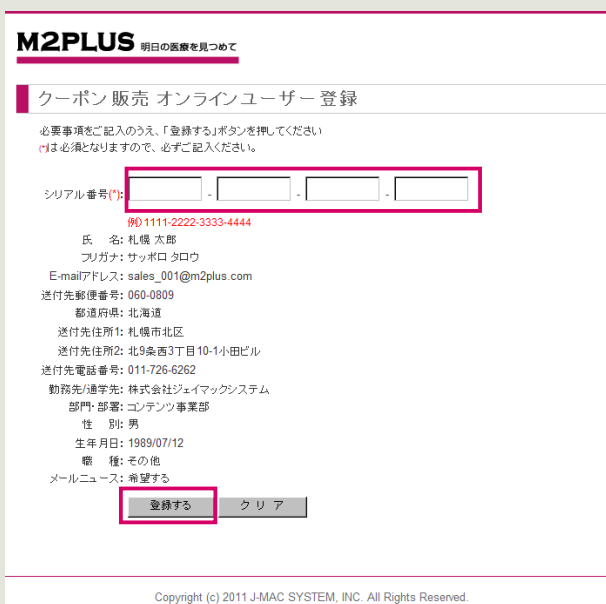 M2PLUS 明日の医療を見つめて
クーポン販売 オンラインユーザー登録
必要事項をご記入のうえ、「登録する」ボタンを押してください
(*)は必須となりますので、必ずご記入ください。
シリアル番号(*): - - -
例) 1111-2222-3333-4444
氏 名: 札幌 太郎
フリガナ: サッポロ タロウ
E-mailアドレス: sales_001@m2plus.com
送付先郵便番号: 060-0809
都道府県: 北海道
送付先住所1: 札幌市北区
送付先住所2: 北9条西3丁目10-1小田ビル
送付先電話番号: 011-726-6262
勤務先/通学先: 株式会社ジェイマックシステム
部門・部署: コンテンツ事業部
性 別: 男
生年月日: 1989/07/12
職 種: その他
メールニュース: 希望する
登録する クリア
Copyright (c) 2011 J-MAC SYSTEM, INC. All Rights Reserved.